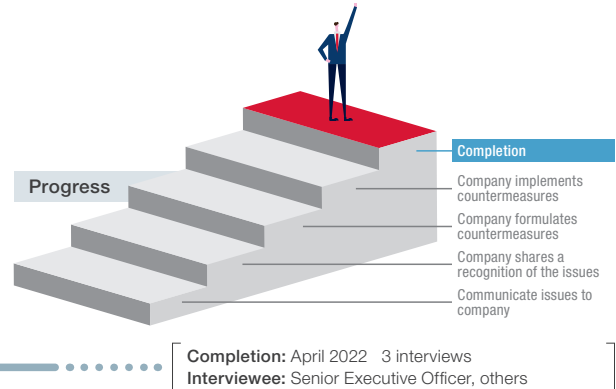 Progress
Completion
Company implements
countermeasures
Company formulates
countermeasures
Company shares a
recognition of the issues
Communicate issues to
company
Completion: April 2022 3 interviews
Interviewee: Senior Executive Officer, others